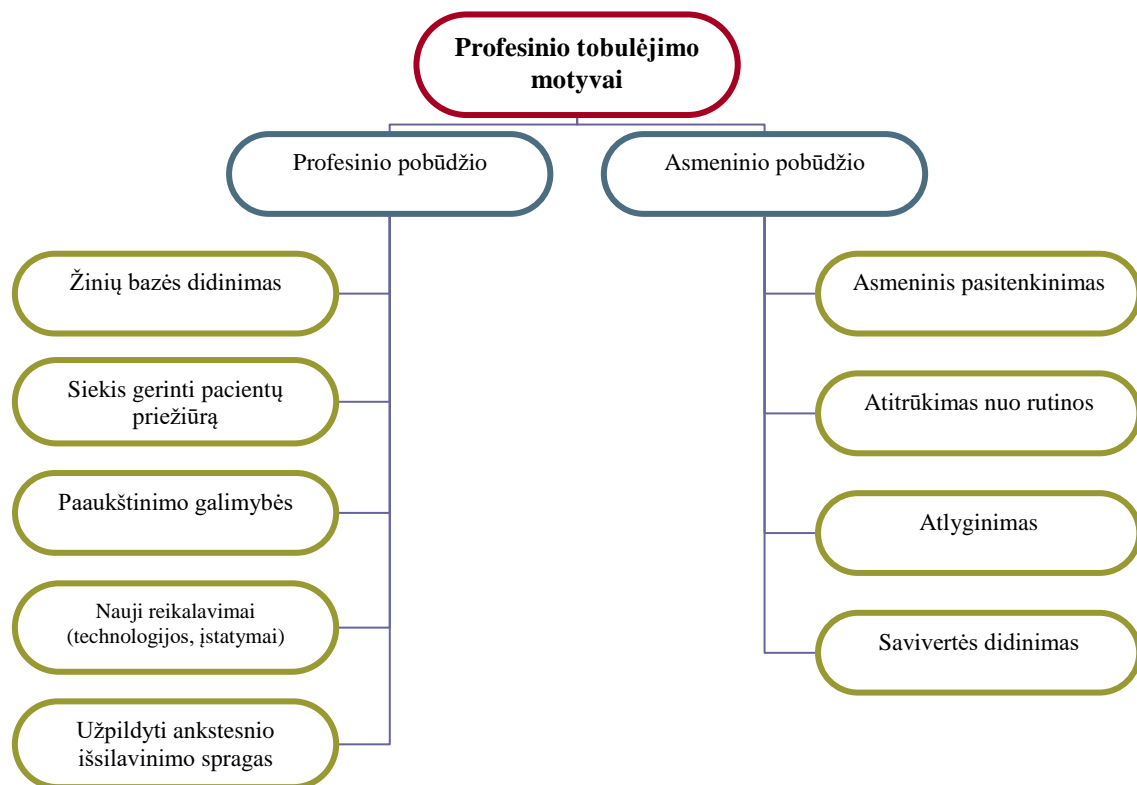 Profesinio tobulėjimo
motyvai
Profesinio pobūdžio
Asmeninio pobūdžio
Žinių bazės didinimas
Siekis gerinti pacientų
priežiūrą
Paaukštinimo galimybės
Nauji reikalavimai
(technologijos, įstatymai)
Užpildyti ankstesnio
išsilavinimo spragas
Asmeninis pasitenkinimas
Atitrūkimas nuo rutinos
Atlyginimas
Savivertės didinimas